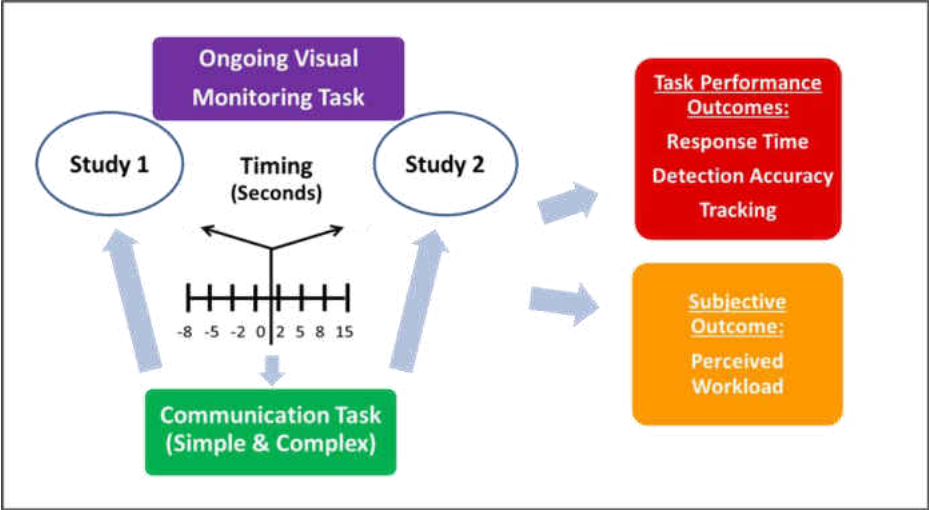 Ongoing Visual
Monitoring Task
Study 1
Timing
(Seconds)
Study 2
-8 -5 -2 0 2 5 8 15
Communication Task
(Simple & Complex)
Task Performance
Outcomes:
Response Time
Detection Accuracy
Tracking
Subjective
Outcome:
Perceived
Workload